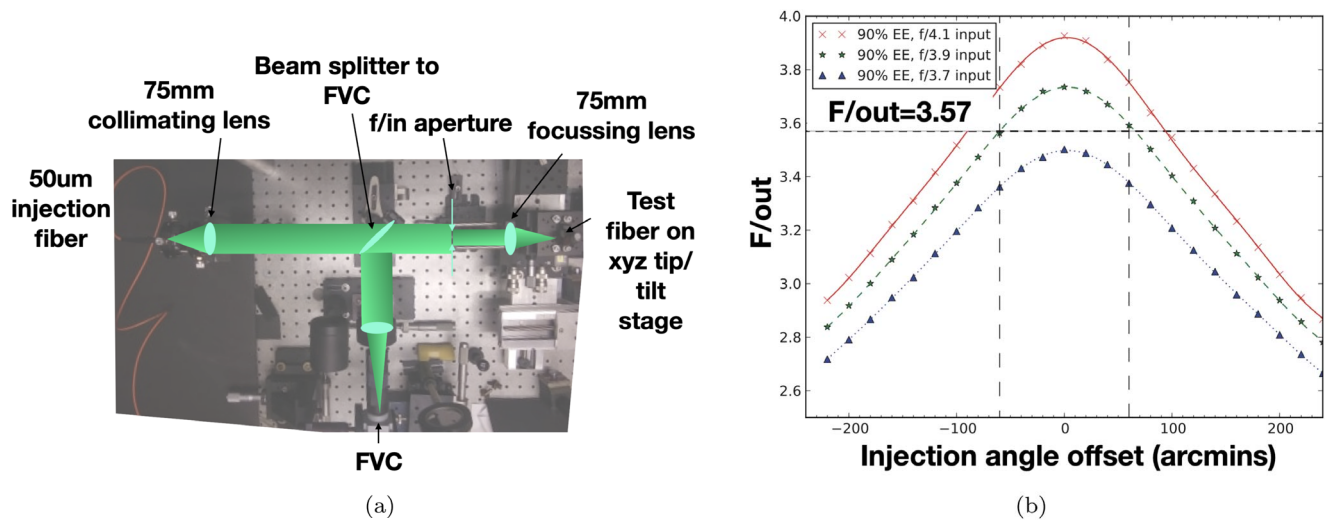 Beam splitter to
FVC
75mm
collimating lens
f/in aperture
75mm
focussing lens
50um
injection
fiber
Test
fiber on
xyz tip/
tilt
stage
FVC
(a)
4.0
3.8
3.6
3.4
3.2
3.0
2.8
2.6
F/out
90% EE, f/4.1 input
90% EE, f/3.9 input
90% EE, f/3.7 input
F/out=3.57
−200
−100
0
100
200
Injection angle offset (arcmins)
(b)